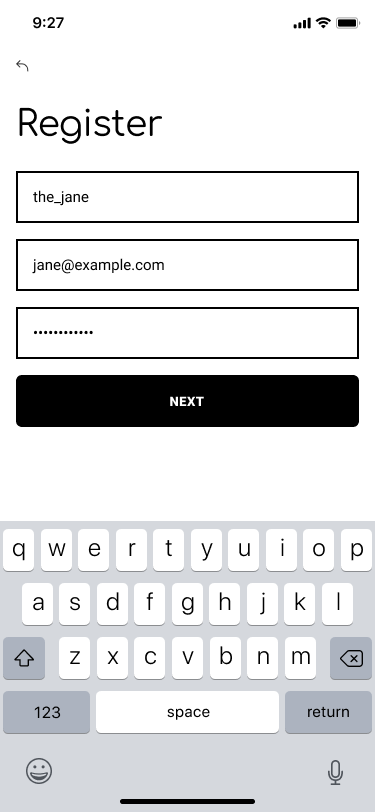 9:27
Register
the_jane
jane@example.com
••••••••••••
NEXT
q w e r t y u i o p
a s d f g h j k l
z x c v b n m
123 space return